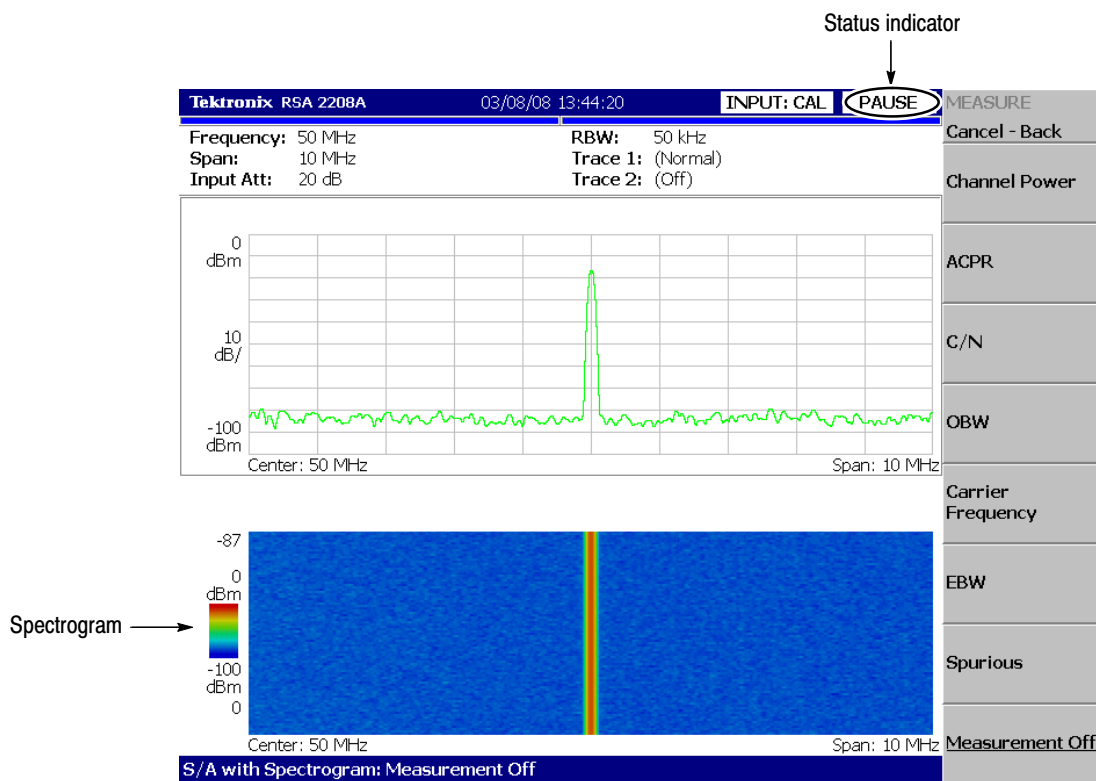 Status indicator
Tektronix RSA 2208A 03/08/08 13:44:20 INPUT: CAL PAUSE
MEASURE
Cancel - Back
Frequency: 50 MHz RBW: 50 kHz
Span: 10 MHz Trace 1: (Normal)
Input Att: 20 dB Trace 2: (Off)
Channel Power
ACPR
C/N
OBW
Carrier
Frequency
EBW
Spurious
Measurement Off
0
dBm
10
dB/
-100
dBm
Center: 50 MHz Span: 10 MHz
-87
0
dBm
Spectrogram
-100
dBm
0
Center: 50 MHz Span: 10 MHz
S/A with Spectrogram: Measurement Off